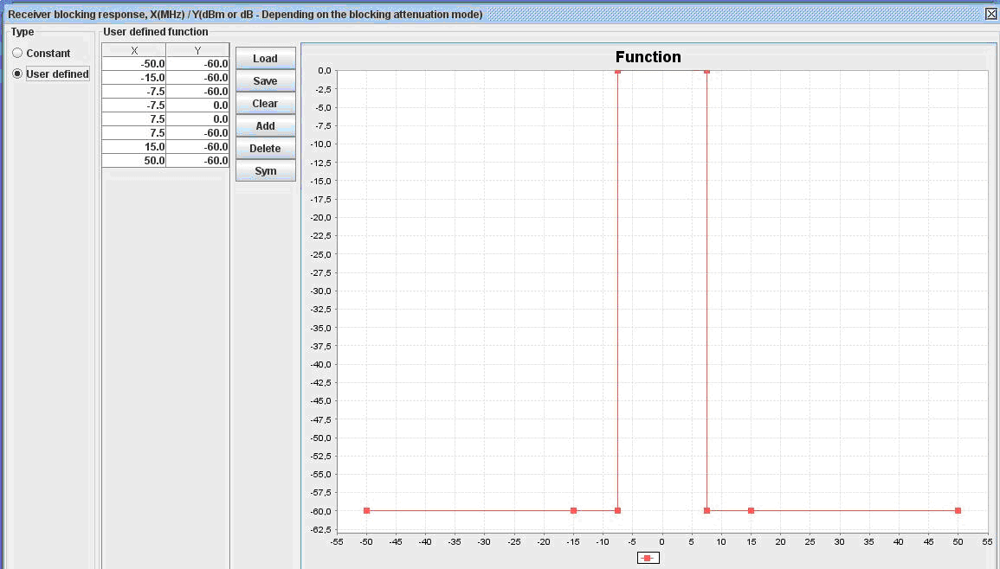 Receiver blocking response, X(MHz) / Y(dBm or dB - Depending on the blocking attenuation mode)
Type
Constant
User defined
User defined function
X Y
-50.0 -60.0
-15.0 -60.0
-7.5 -60.0
-7.5 0.0
7.5 0.0
7.5 -60.0
15.0 -60.0
50.0 -60.0
Load
Save
Clear
Add
Delete
Sym
Function
0,0
-2,5
-5,0
-7,5
-10,0
-12,5
-15,0
-17,5
-20,0
-22,5
-25,0
-27,5
-30,0
-32,5
-35,0
-37,5
-40,0
-42,5
-45,0
-47,5
-50,0
-52,5
-55,0
-57,5
-60,0
-62,5
-55 -50 -45 -40 -35 -30 -25 -20 -15 -10 -5 0 5 10 15 20 25 30 35 40 45 50 55